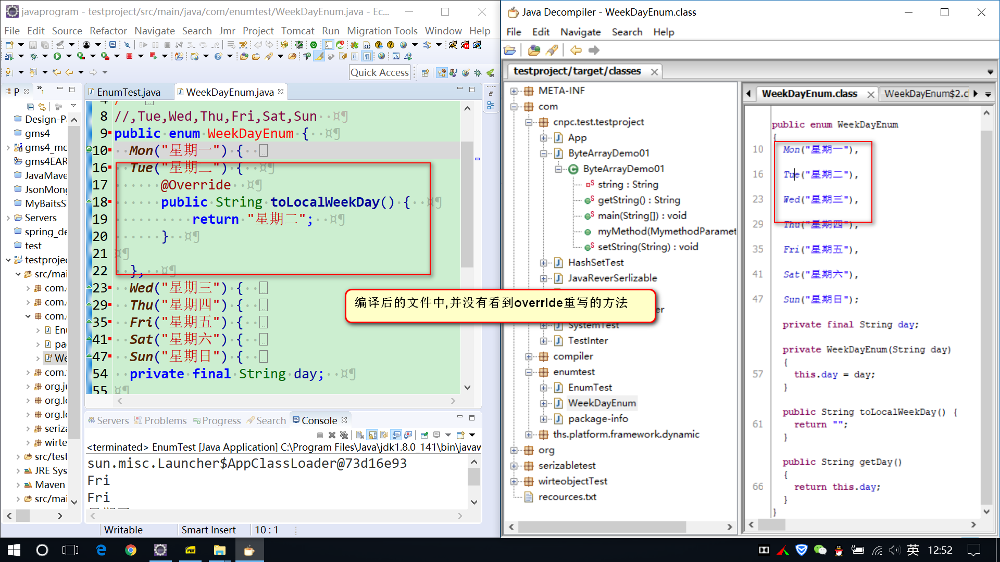 javaprogram - testproject/src/main/java/com/enumtest/WeekDayEnum.java - Ec...
File Edit Source Refactor Navigate Search Jmr Project Tomcat Run Migration Tools Window Help
Quick Access
P
EnumTest.java
WeekDayEnum.java
Design-Pa
gms4
gms4_mo
gms4EAR
JavaMave
JsonMong
MyBaitsSi
Servers
spring_de
test
testprojec
src/mai
com.
com.
com.
Enu
pac
We
com.
org.ju
org.lo
org.lo
seriza
wirte
src/test
JRE Sys
Maven
src/mai
8 //,Tue,Wed,Thu,Fri,Sat,Sun
9 public enum WeekDayEnum {
10 Mon("星期一") {
16 Tue("星期二") {
17 @Override
18 public String toLocalWeekDay() {
19 return "星期二";
20 }
21
22 },
23 Wed("星期三") {
29 Thu("星期四") {
35 Fri("星期五") {
41 Sat("星期六") {
47 Sun("星期日") {
54 private final String day;
55
Servers Problems Progress Search Console
<terminated> EnumTest [Java Application] C:\Program Files\Java\jdk1.8.0_141\bin\javaw
sun.misc.Launcher$AppClassLoader@73d16e93
Fri
Fri
Writable Smart Insert 10 : 1
编译后的文件中,并没有看到override重写的方法
Java Decompiler - WeekDayEnum.class
File Edit Navigate Search Help
testproject/target/classes
META-INF
com
cnpc.test.testproject
App
ByteArrayDemo01
ByteArrayDemo01
string : String
getString() : String
main(String[]) : void
myMethod(MymethodParamet
setString(String) : void
HashSetTest
JavaReverSerlizable
er
SystemTest
TestInter
compiler
enumtest
EnumTest
WeekDayEnum
package-info
ths.platform.framework.dynamic
org
serizabletest
wirteobjectTest
recources.txt
WeekDayEnum.class
WeekDayEnum$2.c
public enum WeekDayEnum
{
10 Mon("星期一"),
16 Tue("星期二"),
23 Wed("星期三"),
29 Thu("星期四"),
35 Fri("星期五"),
41 Sat("星期六"),
47 Sun("星期日");
private final String day;
private WeekDayEnum(String day)
{
57 this.day = day;
}
public String toLocalWeekDay() {
61 return "";
}
public String getDay()
{
66 return this.day;
}
}
英 12:52